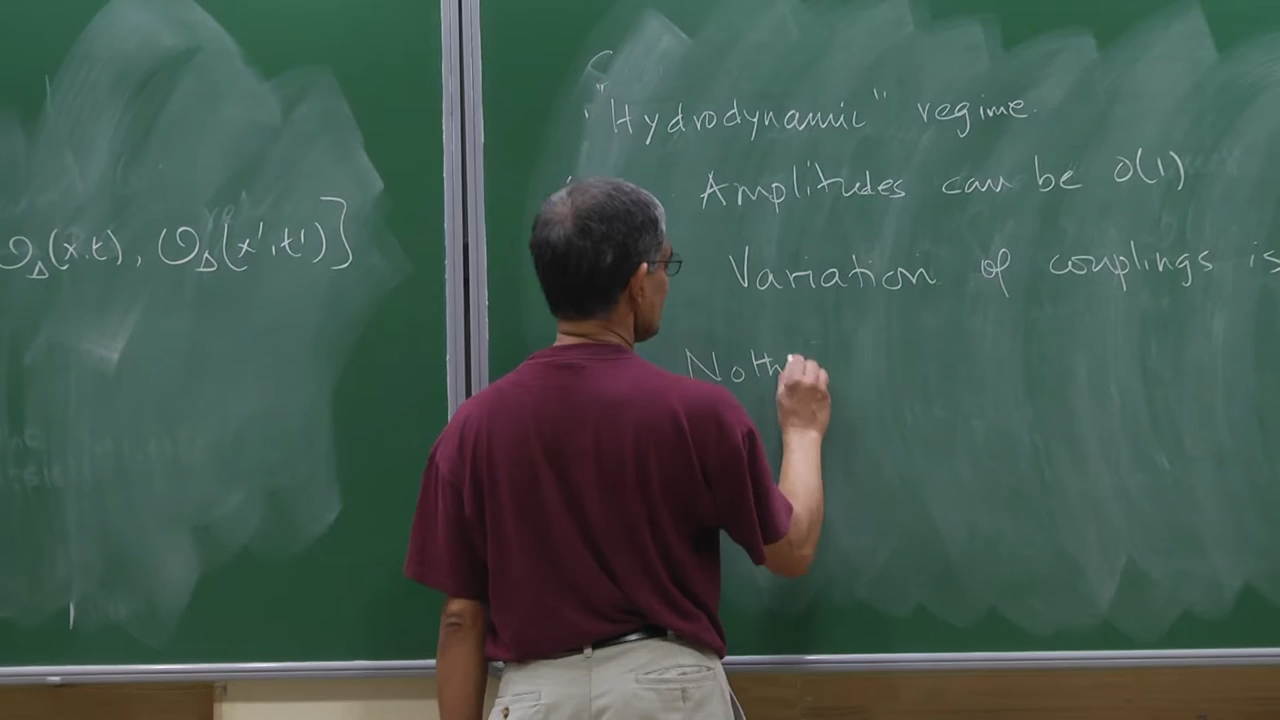 O_Δ(x.t), O_Δ(x',t')]
"Hydrodynamic" regime.
Amplitudes can be O(1)
Variation of couplings is
Noth